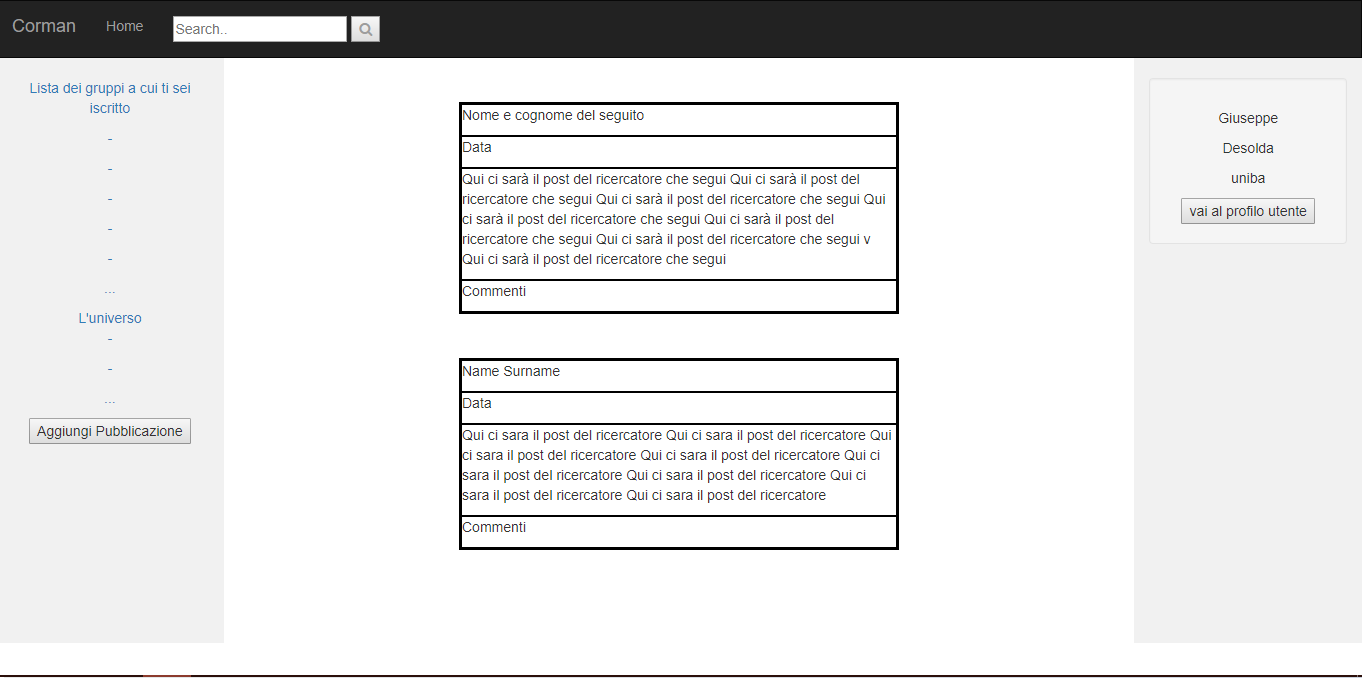 Corman
Home
Search..
Lista dei gruppi a cui ti sei
iscritto
-
-
-
-
-
...
L'universo
-
-
...
Aggiungi Pubblicazione
Nome e cognome del seguito
Data
Qui ci sarà il post del ricercatore che segui Qui ci sarà il post del
ricercatore che segui Qui ci sarà il post del ricercatore che segui Qui
ci sarà il post del ricercatore che segui Qui ci sarà il post del
ricercatore che segui Qui ci sarà il post del ricercatore che segui v
Qui ci sarà il post del ricercatore che segui
Commenti
Name Surname
Data
Qui ci sara il post del ricercatore Qui ci sara il post del ricercatore Qui
ci sara il post del ricercatore Qui ci sara il post del ricercatore Qui ci
sara il post del ricercatore Qui ci sara il post del ricercatore Qui ci
sara il post del ricercatore Qui ci sara il post del ricercatore
Commenti
Giuseppe
Desolda
uniba
vai al profilo utente